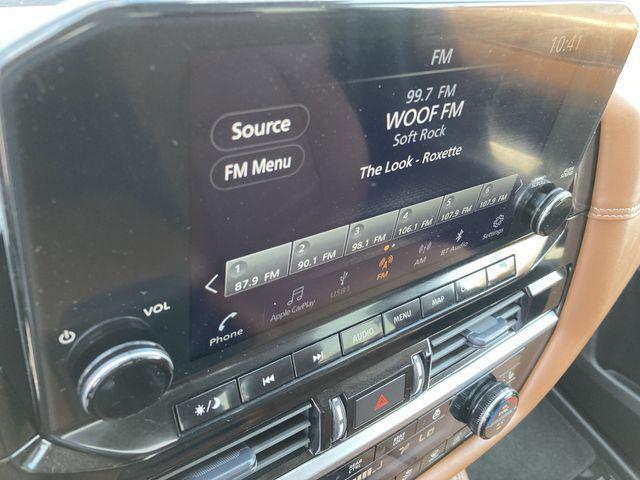 FM
10:41
99.7 FM
WOOF FM
Soft Rock
The Look - Roxette
Source
FM Menu
1
87.9 FM
2
90.1 FM
3
98.1 FM
4
106.1 FM
5
107.9 FM
6
107.9 FM
Phone
Apple CarPlay
USB1
FM
AM
BT Audio
Settings
VOL
AUDIO
MENU
MAP
LO